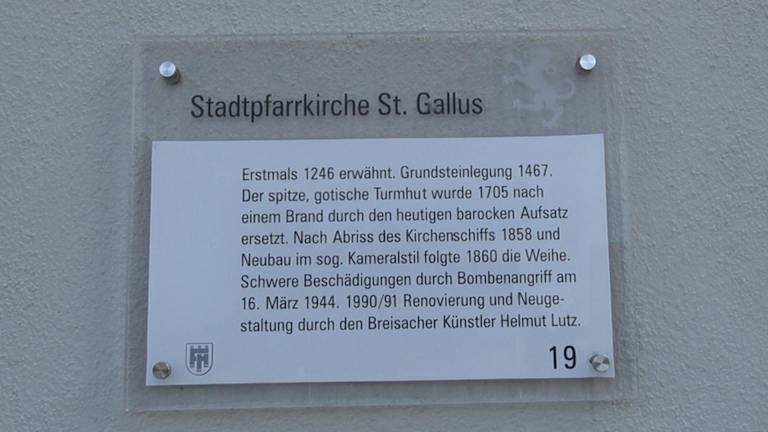 Stadtpfarrkirche St. Gallus
Erstmals 1246 erwähnt. Grundsteinlegung 1467.
Der spitze, gotische Turmhut wurde 1705 nach
einem Brand durch den heutigen barocken Aufsatz
ersetzt. Nach Abriss des Kirchenschiffs 1858 und
Neubau im sog. Kameralstil folgte 1860 die Weihe.
Schwere Beschädigungen durch Bombenangriff am
16. März 1944. 1990/91 Renovierung und Neuge-
staltung durch den Breisacher Künstler Helmut Lutz.
19